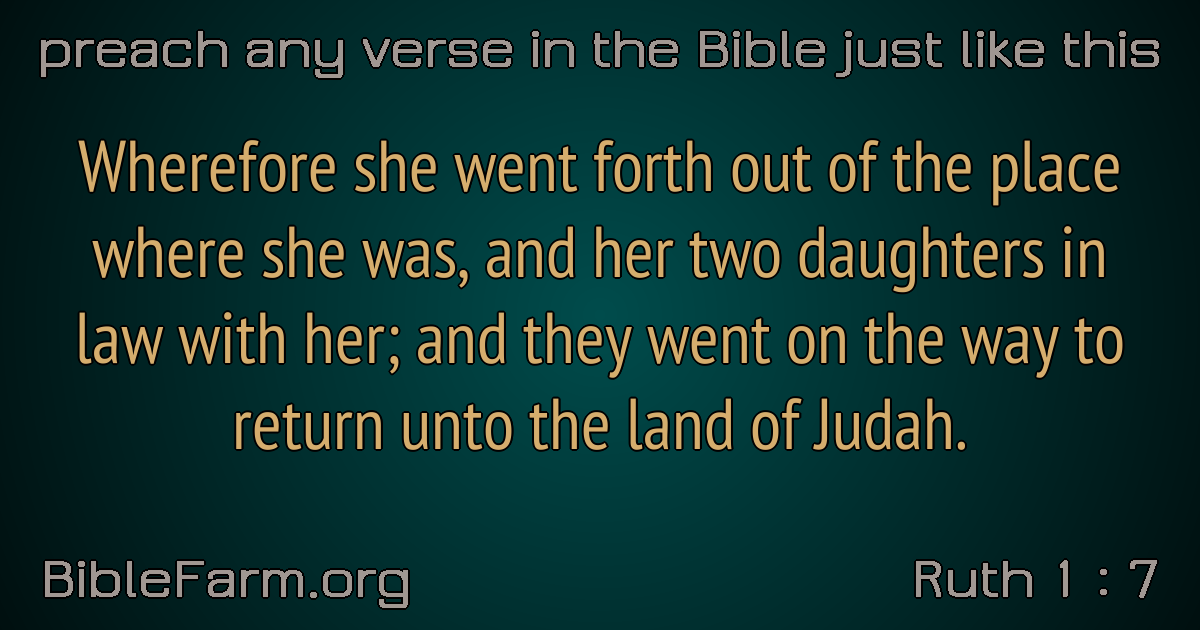 preach any verse in the Bible just like this
Wherefore she went forth out of the place
where she was, and her two daughters in
law with her; and they went on the way to
return unto the land of Judah.
BibleFarm.org
Ruth 1 : 7